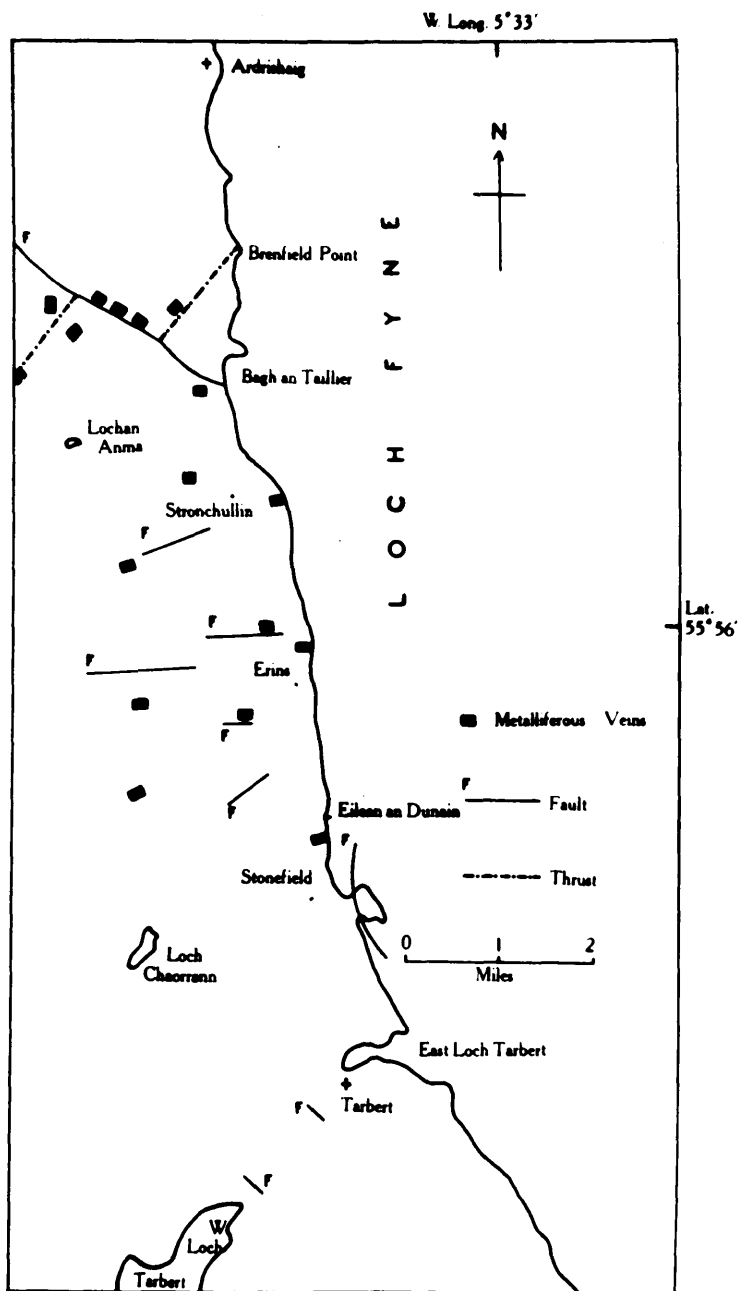 W. Long. 5°33'
Ardrishaig
N
F
Brenfield Point
LOCH FYNE
Bagh an Taillier
Lochan
Anma
Stronchullin
F
Lat.
55°56'
F
F
Erins
Metalliferous Veins
F
F
Fault
Eilean an Dunain
F
F
Stonefield
Thrust
0 1 2
Miles
Loch
Chaorrann
East Loch Tarbert
F
Tarbert
F
W
Loch
Tarbert